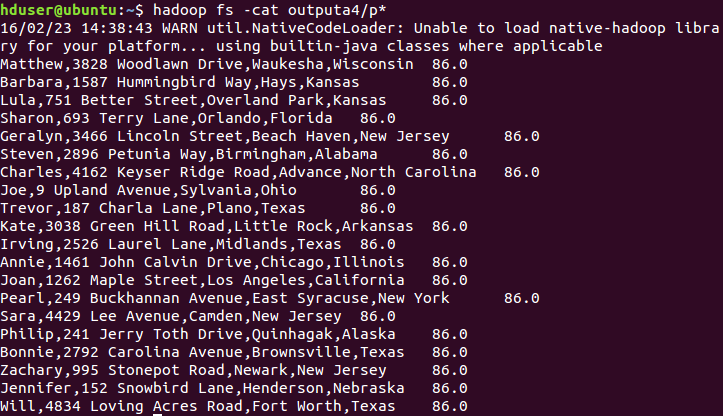 hduser@ubuntu:~$ hadoop fs -cat outputa4/p*
16/02/23 14:38:43 WARN util.NativeCodeLoader: Unable to load native-hadoop libra
ry for your platform... using builtin-java classes where applicable
Matthew,3828 Woodlawn Drive,Waukesha,Wisconsin  86.0
Barbara,1587 Hummingbird Way,Hays,Kansas        86.0
Lula,751 Better Street,Overland Park,Kansas     86.0
Sharon,693 Terry Lane,Orlando,Florida   86.0
Geralyn,3466 Lincoln Street,Beach Haven,New Jersey      86.0
Steven,2896 Petunia Way,Birmingham,Alabama      86.0
Charles,4162 Keyser Ridge Road,Advance,North Carolina   86.0
Joe,9 Upland Avenue,Sylvania,Ohio       86.0
Trevor,187 Charla Lane,Plano,Texas      86.0
Kate,3038 Green Hill Road,Little Rock,Arkansas  86.0
Irving,2526 Laurel Lane,Midlands,Texas  86.0
Annie,1461 John Calvin Drive,Chicago,Illinois   86.0
Joan,1262 Maple Street,Los Angeles,California   86.0
Pearl,249 Buckhannan Avenue,East Syracuse,New York      86.0
Sara,4429 Lee Avenue,Camden,New Jersey  86.0
Philip,241 Jerry Toth Drive,Quinhagak,Alaska    86.0
Bonnie,2792 Carolina Avenue,Brownsville,Texas   86.0
Zachary,995 Stonepot Road,Newark,New Jersey     86.0
Jennifer,152 Snowbird Lane,Henderson,Nebraska   86.0
Will,4834 Loving Acres Road,Fort Worth,Texas    86.0